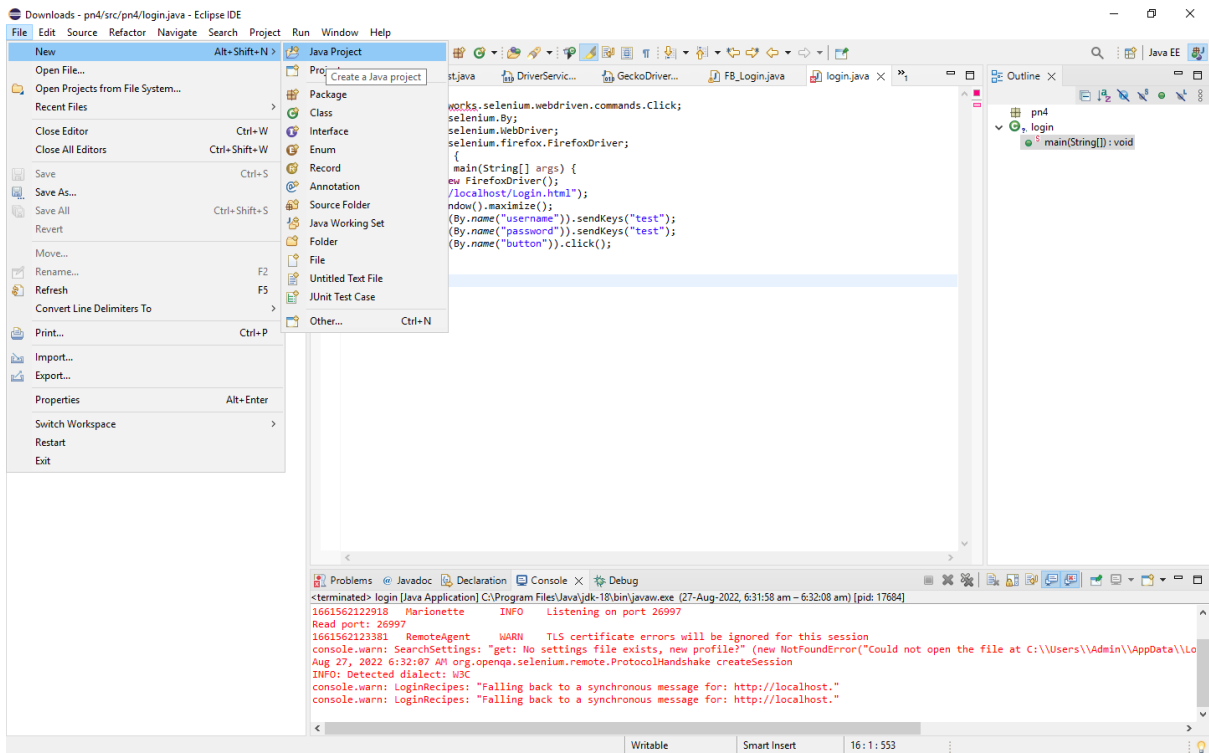 Downloads - pn4/src/pn4/login.java - Eclipse IDE
File Edit Source Refactor Navigate Search Project Run Window Help
New Alt+Shift+N >
Open File...
Open Projects from File System...
Recent Files >
Close Editor Ctrl+W
Close All Editors Ctrl+Shift+W
Save Ctrl+S
Save As...
Save All Ctrl+Shift+S
Revert
Move...
Rename... F2
Refresh F5
Convert Line Delimiters To >
Print... Ctrl+P
Import...
Export...
Properties Alt+Enter
Switch Workspace >
Restart
Exit
Java Project
Create a Java project
Package
Class
Interface
Enum
Record
Annotation
Source Folder
Java Working Set
Folder
File
Untitled Text File
JUnit Test Case
Other... Ctrl+N
Java EE
st.java DriverServic... GeckoDriver... FB_Login.java login.java
works.selenium.webdriven.commands.Click;
selenium.By;
selenium.WebDriver;
selenium.firefox.FirefoxDriver;
{
main(String[] args) {
ew FirefoxDriver();
/localhost/Login.html");
ndow().maximize();
(By.name("username")).sendKeys("test");
(By.name("password")).sendKeys("test");
(By.name("button")).click();
Outline
pn4
login
main(String[]) : void
Problems @ Javadoc Declaration Console Debug
<terminated> login [Java Application] C:\Program Files\Java\jdk-18\bin\javaw.exe (27-Aug-2022, 6:31:58 am – 6:32:08 am) [pid: 17684]
1661562122918 Marionette INFO Listening on port 26997
Read port: 26997
1661562123381 RemoteAgent WARN TLS certificate errors will be ignored for this session
console.warn: SearchSettings: "get: No settings file exists, new profile?" (new NotFoundError("Could not open the file at C:\\Users\\Admin\\AppData\\Lo
Aug 27, 2022 6:32:07 AM org.openqa.selenium.remote.ProtocolHandshake createSession
INFO: Detected dialect: W3C
console.warn: LoginRecipes: "Falling back to a synchronous message for: http://localhost."
console.warn: LoginRecipes: "Falling back to a synchronous message for: http://localhost."
Writable Smart Insert 16 : 1 : 553